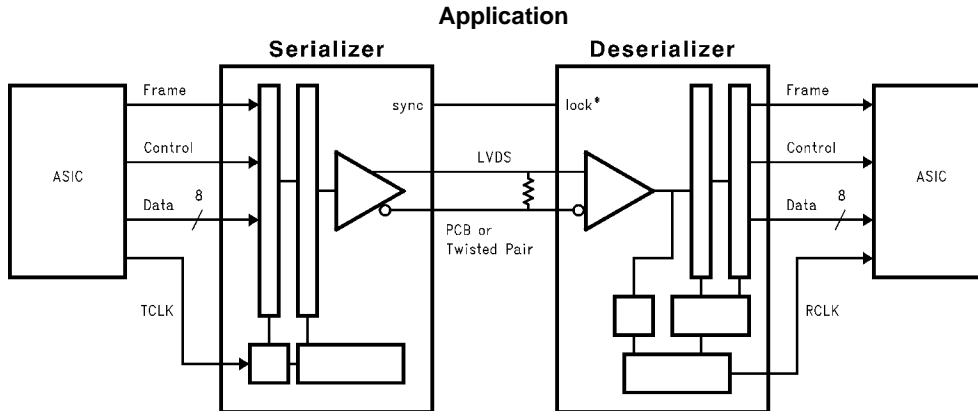 Application
Serializer
Deserializer
ASIC
Frame
Control
Data
8
TCLK
sync
lock*
LVDS
PCB or
Twisted Pair
Frame
Control
Data
8
RCLK
ASIC